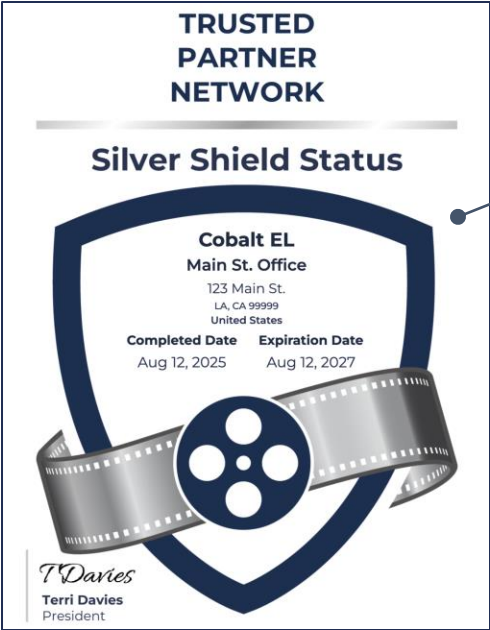 TRUSTED
PARTNER
NETWORK
Silver Shield Status
Cobalt EL
Main St. Office
123 Main St.
LA, CA 99999
United States
Completed Date Expiration Date
Aug 12, 2025 Aug 12, 2027
T Davies
Terri Davies
President